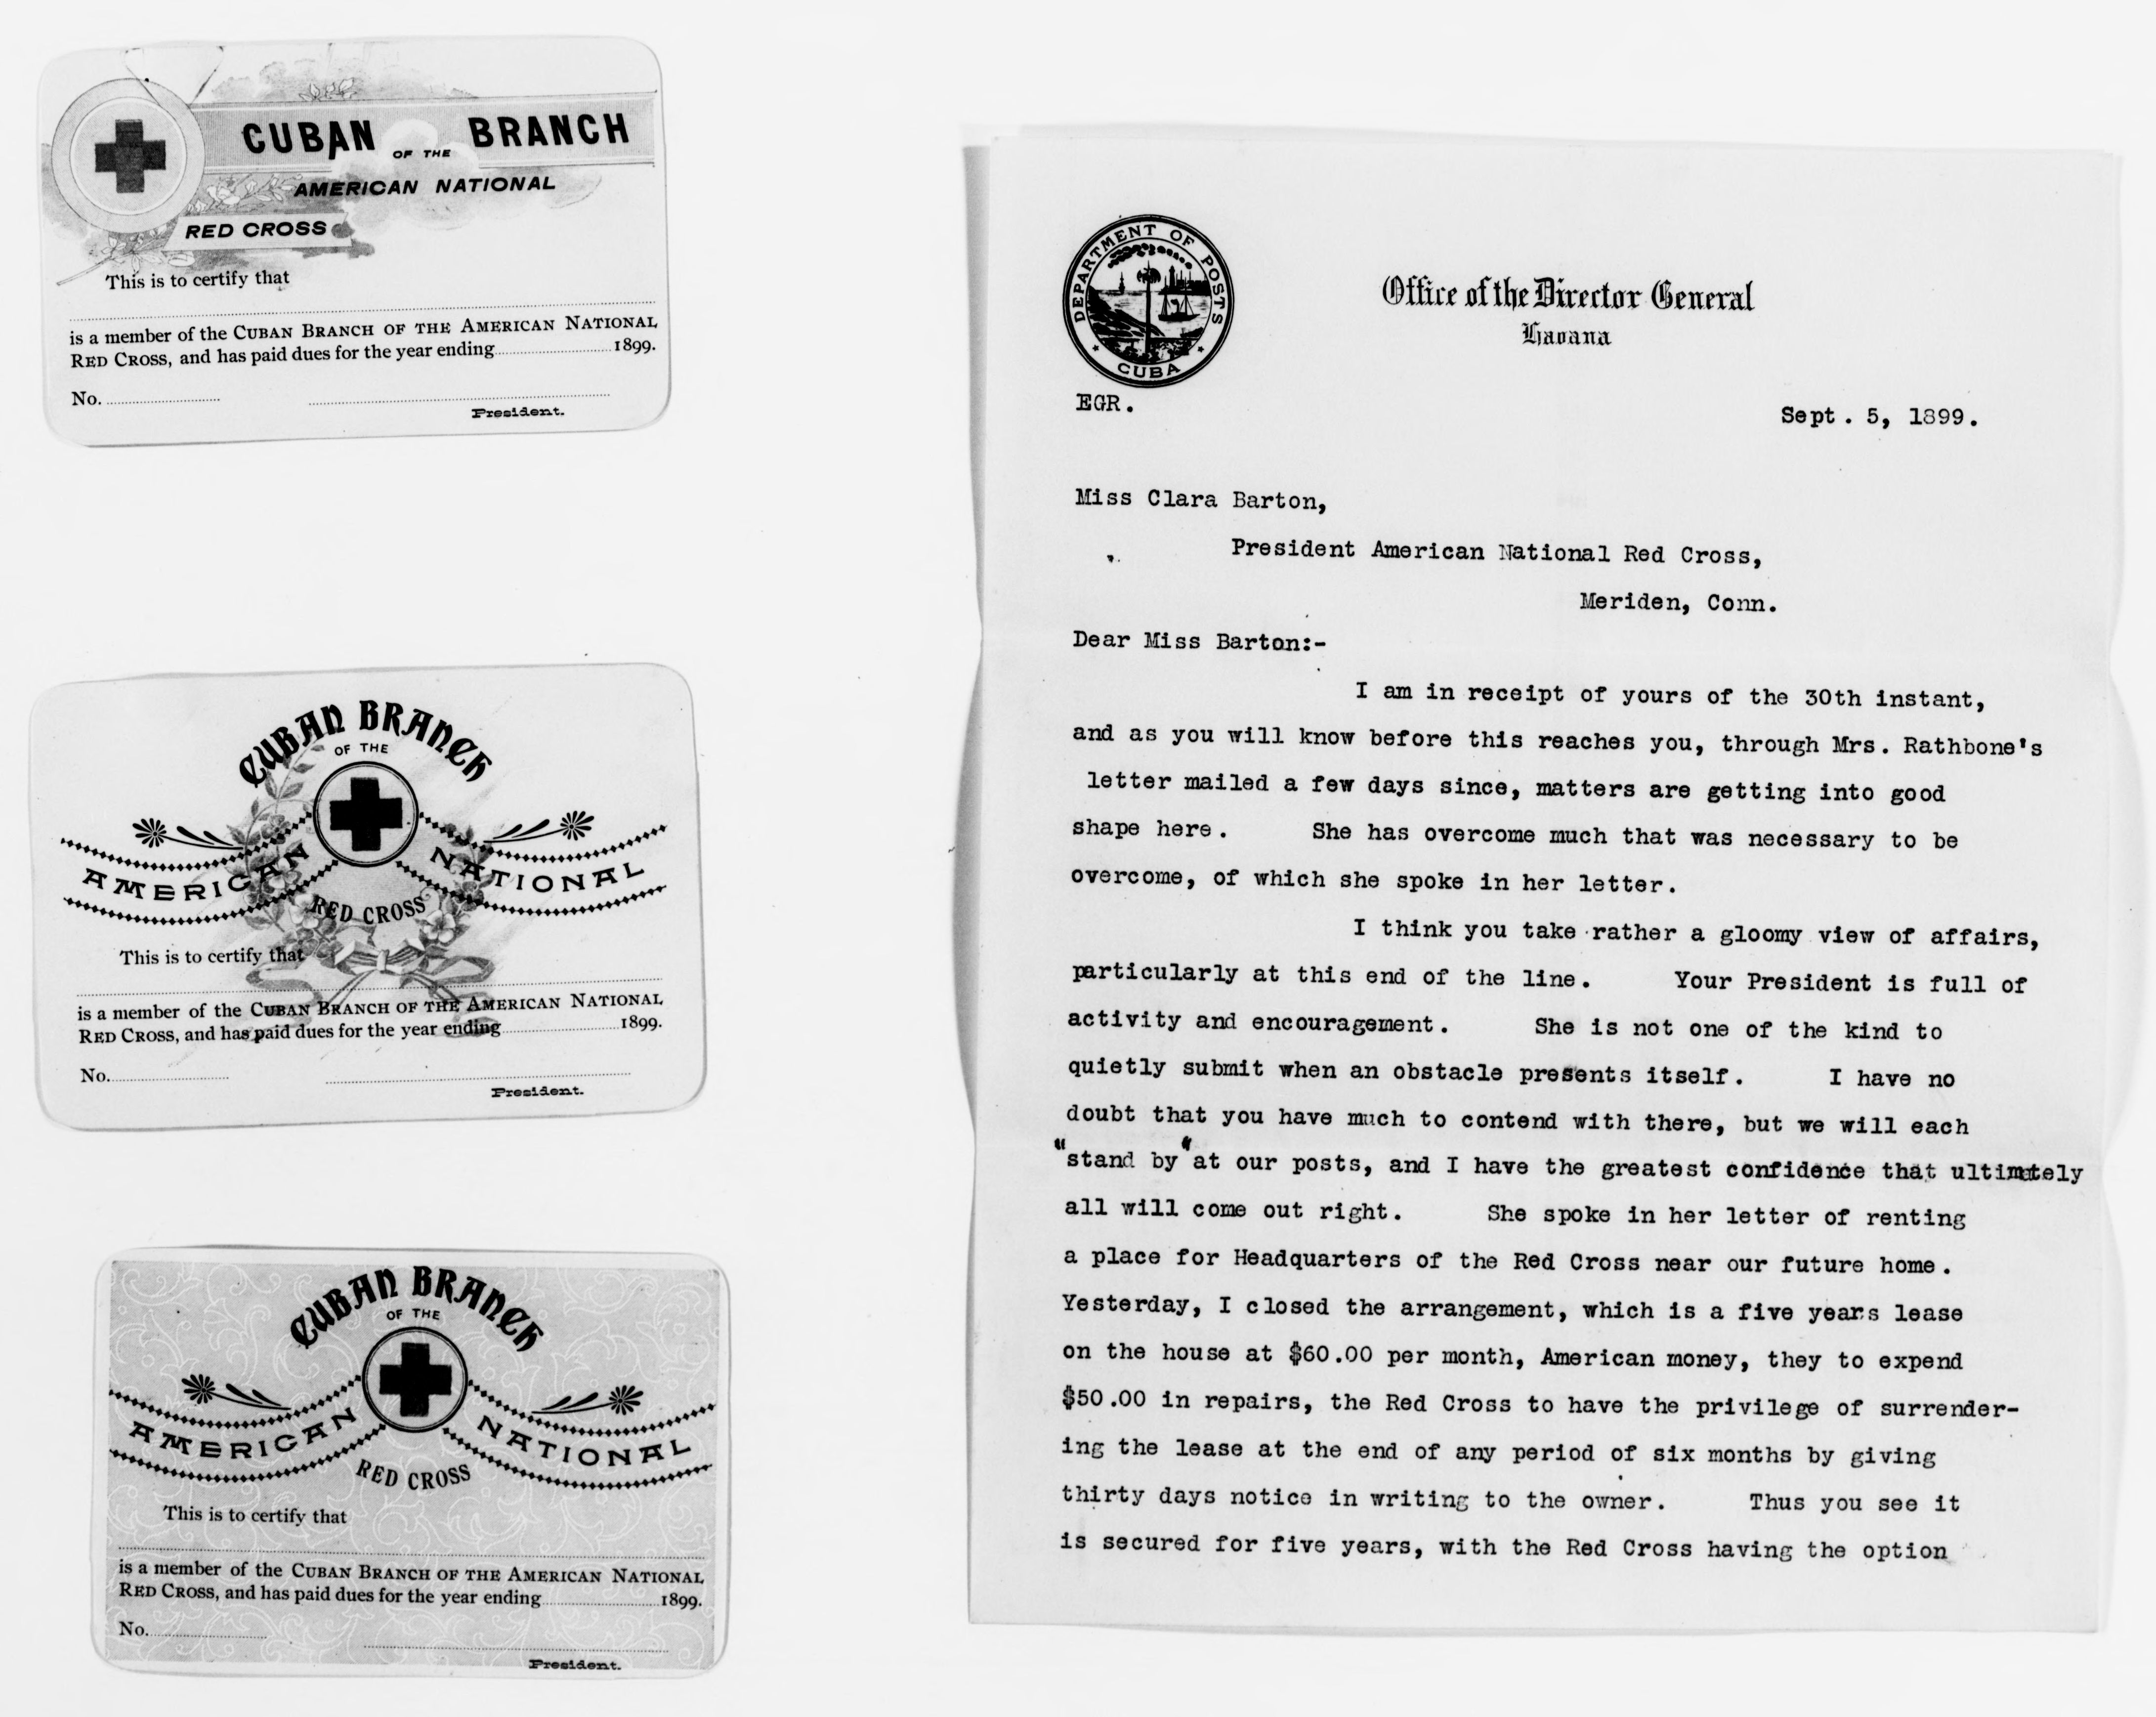 CUBAN OF THE BRANCH
AMERICAN NATIONAL
RED CROSS
This is to certify that
is a member of the CUBAN BRANCH OF THE AMERICAN NATIONAL
RED CROSS, and has paid dues for the year ending 1899.
No.
President.
CUBAN BRANCH
OF THE
AMERICAN NATIONAL
RED CROSS
This is to certify that
is a member of the CUBAN BRANCH OF THE AMERICAN NATIONAL
RED CROSS, and has paid dues for the year ending 1899.
No.
President.
CUBAN BRANCH
OF THE
AMERICAN NATIONAL
RED CROSS
This is to certify that
is a member of the CUBAN BRANCH OF THE AMERICAN NATIONAL
RED CROSS, and has paid dues for the year ending 1899.
No.
President.
DEPARTMENT OF POSTS
CUBA
Office of the Director General
Havana
EGR.
Sept. 5, 1899.
Miss Clara Barton,
President American National Red Cross,
Meriden, Conn.
Dear Miss Barton:-
I am in receipt of yours of the 30th instant,
and as you will know before this reaches you, through Mrs. Rathbone's
letter mailed a few days since, matters are getting into good
shape here. She has overcome much that was necessary to be
overcome, of which she spoke in her letter.
I think you take rather a gloomy view of affairs,
particularly at this end of the line. Your President is full of
activity and encouragement. She is not one of the kind to
quietly submit when an obstacle presents itself. I have no
doubt that you have much to contend with there, but we will each
"stand by" at our posts, and I have the greatest confidence that ultimately
all will come out right. She spoke in her letter of renting
a place for Headquarters of the Red Cross near our future home.
Yesterday, I closed the arrangement, which is a five years lease
on the house at $60.00 per month, American money, they to expend
$50.00 in repairs, the Red Cross to have the privilege of surrender-
ing the lease at the end of any period of six months by giving
thirty days notice in writing to the owner. Thus you see it
is secured for five years, with the Red Cross having the option